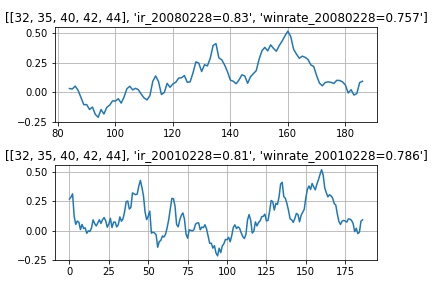 [[32, 35, 40, 42, 44], 'ir_20080228=0.83', 'winrate_20080228=0.757']
0.50
0.25
0.00
−0.25
80 100 120 140 160 180
[[32, 35, 40, 42, 44], 'ir_20010228=0.81', 'winrate_20010228=0.786']
0.50
0.25
0.00
−0.25
0 25 50 75 100 125 150 175